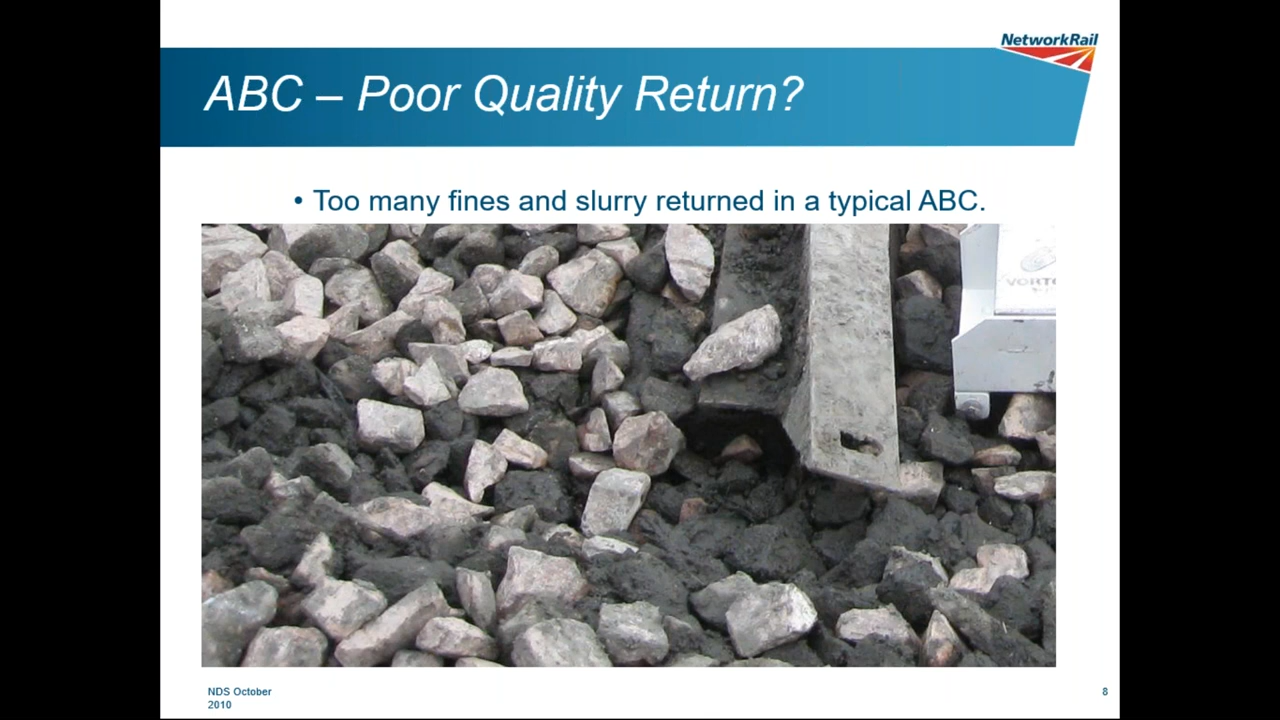 NetworkRail
ABC – Poor Quality Return?
• Too many fines and slurry returned in a typical ABC.
NDS October
2010
8